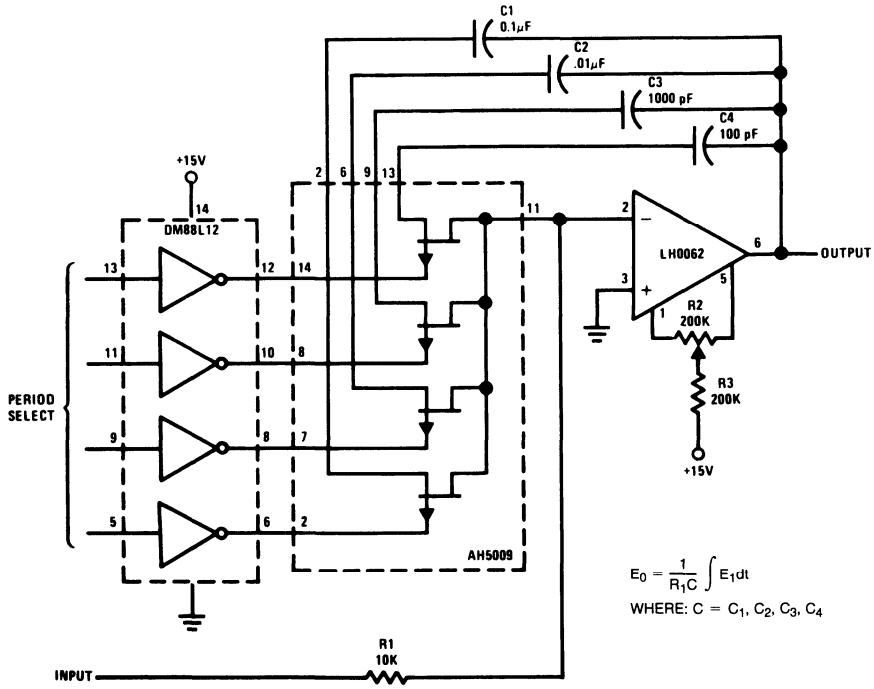 C1
0.1μF
C2
.01μF
C3
1000 pF
C4
100 pF
+15V
14
DM88L12
2 6 9 13
11
2
LH0062
6
OUTPUT
3
5
1
R2
200K
R3
200K
+15V
13
12
14
11
10
8
PERIOD
SELECT
9
8
7
5
6
2
AH5009
E0 = 1/R1C ∫ E1dt
WHERE: C = C1, C2, C3, C4
R1
10K
INPUT
− +